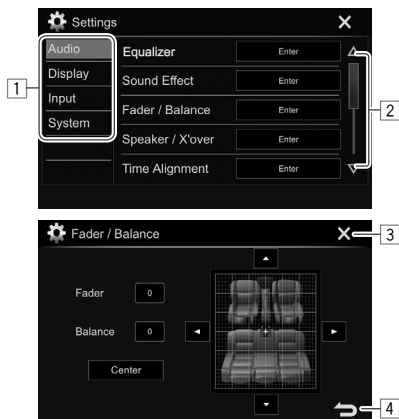 Settings
Audio
Display
Input
System
Equalizer Enter
Sound Effect Enter
Fader / Balance Enter
Speaker / X'over Enter
Time Alignment Enter
1
2
Fader / Balance
3
Fader 0
Balance 0
Center
4